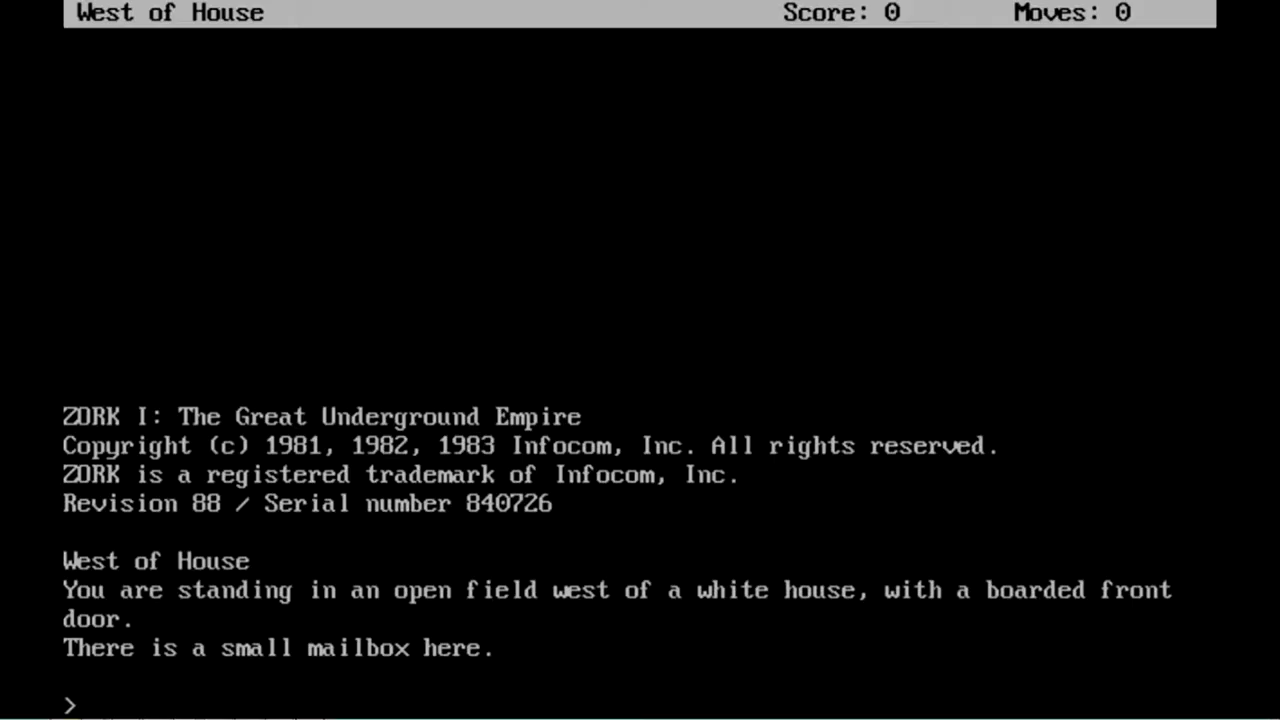 West of House Score: 0 Moves: 0
ZORK I: The Great Underground Empire
Copyright (c) 1981, 1982, 1983 Infocom, Inc. All rights reserved.
ZORK is a registered trademark of Infocom, Inc.
Revision 88 / Serial number 840726
West of House
You are standing in an open field west of a white house, with a boarded front
door.
There is a small mailbox here.
>